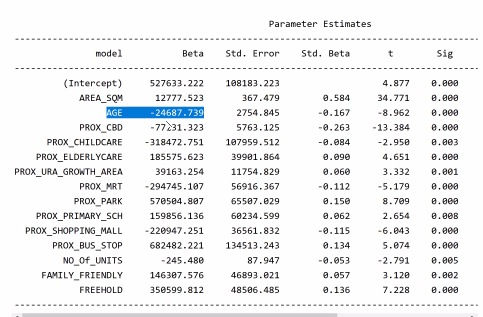 Parameter Estimates
model Beta Std. Error Std. Beta t Sig
(Intercept) 527633.222 108183.223 4.877 0.000
AREA_SQM 12777.523 367.479 0.584 34.771 0.000
AGE -24687.739 2754.845 -0.167 -8.962 0.000
PROX_CBD -77131.323 5763.125 -0.263 -13.384 0.000
PROX_CHILDCARE -318472.751 107959.512 -0.084 -2.950 0.003
PROX_ELDERLYCARE 185575.623 39901.864 0.090 4.651 0.000
PROX_URA_GROWTH_AREA 39163.254 11754.829 0.060 3.332 0.001
PROX_MRT -294745.107 56916.367 -0.112 -5.179 0.000
PROX_PARK 570504.807 65507.029 0.150 8.709 0.000
PROX_PRIMARY_SCH 159856.136 60234.599 0.062 2.654 0.008
PROX_SHOPPING_MALL -220947.251 36561.832 -0.115 -6.043 0.000
PROX_BUS_STOP 682482.221 134513.243 0.134 5.074 0.000
NO_Of_UNITS -245.480 87.947 -0.053 -2.791 0.005
FAMILY_FRIENDLY 146307.576 46893.021 0.057 3.120 0.002
FREEHOLD 350599.812 48506.485 0.136 7.228 0.000